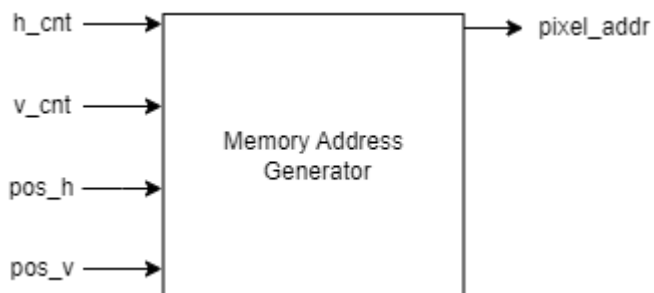 h_cnt
pixel_addr
v_cnt
Memory Address
Generator
pos_h
pos_v